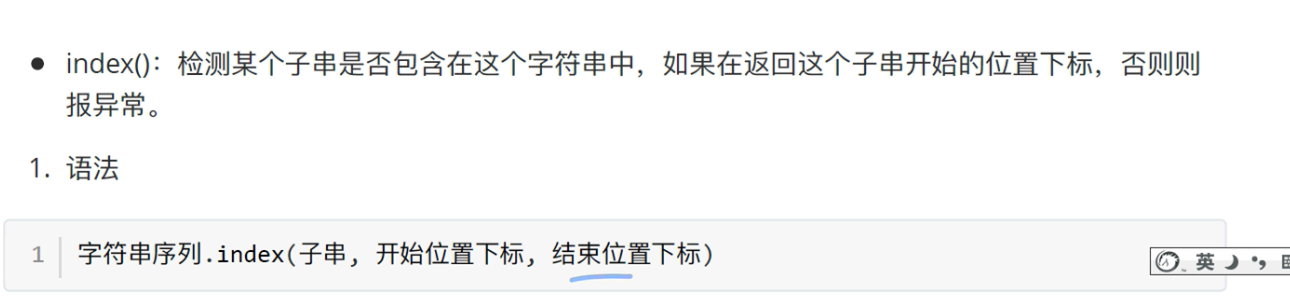 ● index()：检测某个子串是否包含在这个字符串中，如果在返回这个子串开始的位置下标，否则则
报异常。
1. 语法
1 字符串序列.index(子串, 开始位置下标, 结束位置下标)
英